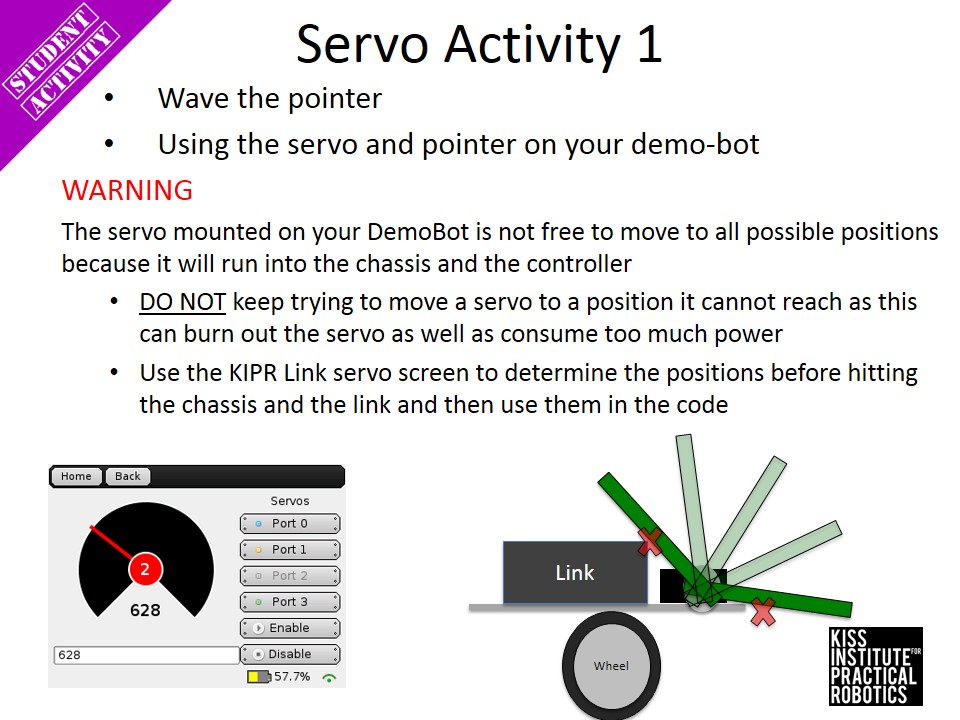 STUDENT
ACTIVITY
Servo Activity 1
• Wave the pointer
• Using the servo and pointer on your demo-bot
WARNING
The servo mounted on your DemoBot is not free to move to all possible positions
because it will run into the chassis and the controller
• DO NOT keep trying to move a servo to a position it cannot reach as this
can burn out the servo as well as consume too much power
• Use the KIPR Link servo screen to determine the positions before hitting
the chassis and the link and then use them in the code
Home Back
Servos
Port 0
Port 1
Port 2
Port 3
Enable
Disable
2
628
628
57.7%
Link
Wheel
KISS
INSTITUTE FOR
PRACTICAL
ROBOTICS